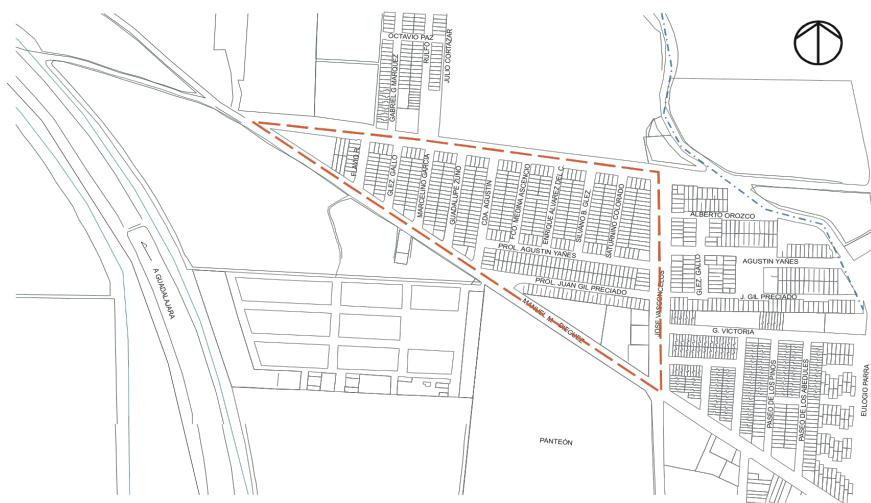 OCTAVIO PAZ
GABRIEL G MARQUEZ
RULFO
JULIO CORTAZAR
GLEZ. GALLO
MARCELINO GARCIA
GUADALUPE ZUNO
CDA. AGUSTIN
FCO. MEDINA ASCENCIO
ENRIQUE ALVAREZ DEL C.
SILVANO B. GLEZ.
SATURNINO CORONADO
ALBERTO OROZCO
PROL. AGUSTIN YAÑES
AGUSTIN YAÑES
GLEZ. GALLO
A GUADALAJARA
PROL. JUAN GIL PRECIADO
JOSE VASCONCELOS
J. GIL PRECIADO
MANUEL M. DIEGUEZ
G. VICTORIA
PASEO DE LOS PINOS
PASEO DE LOS ABEDULES
EULOGIO PARRA
PANTEÓN